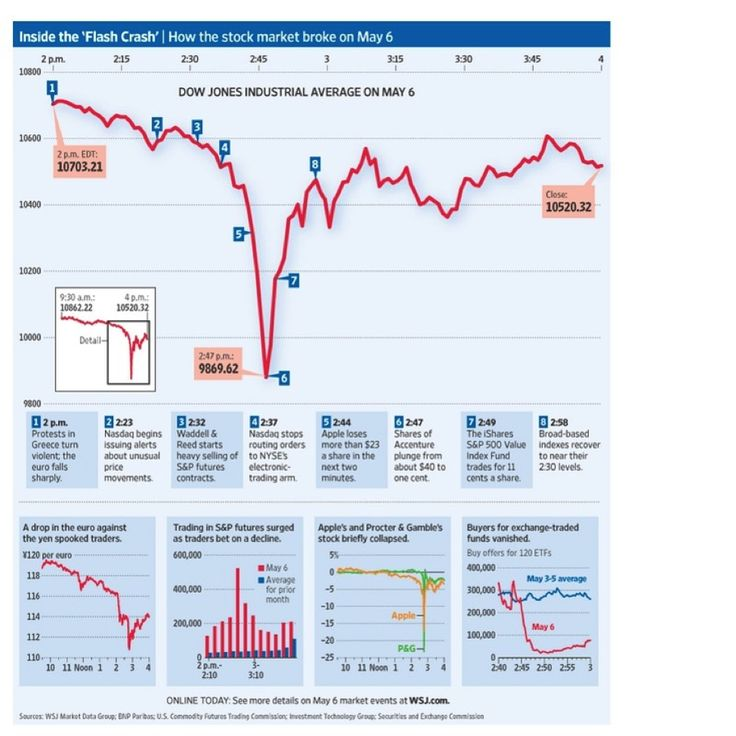 Inside the 'Flash Crash' | How the stock market broke on May 6
2 p.m. 2:15 2:30 2:45 3 3:15 3:30 3:45 4
10800
DOW JONES INDUSTRIAL AVERAGE ON MAY 6
1
2
3
4
8
10600
2 p.m. EDT:
10703.21
Close:
10520.32
10400
5
10200
7
9:30 a.m.: 4 p.m.:
10862.22 10520.32
Detail
10000
2:47 p.m.:
9869.62
6
9800
1 2 p.m.
Protests in
Greece turn
violent; the
euro falls
sharply.
2 2:23
Nasdaq begins
issuing alerts
about unusual
price
movements.
3 2:32
Waddell &
Reed starts
heavy selling of
S&P futures
contracts.
4 2:37
Nasdaq stops
routing orders
to NYSE's
electronic-
trading arm.
5 2:44
Apple loses
more than $23
a share in the
next two
minutes.
6 2:47
Shares of
Accenture
plunge from
about $40 to
one cent.
7 2:49
The iShares
S&P 500 Value
Index Fund
trades for 11
cents a share.
8 2:58
Broad-based
indexes recover
to near their
2:30 levels.
A drop in the euro against
the yen spooked traders.
¥120 per euro
118
116
114
112
110
10 11 Noon 1 2 3 4
Trading in S&P futures surged
as traders bet on a decline.
600,000
May 6
Average
for prior
month
400,000
200,000
0
2 p.m.- 3-
2:10 3:10
Apple's and Procter & Gamble's
stock briefly collapsed.
5%
0
−5
−10
−15
Apple
−20
P&G
−25
10 11 Noon 1 2 3 4
Buyers for exchange-traded
funds vanished.
Buy offers for 120 ETFs
400,000
May 3-5 average
300,000
200,000
May 6
100,000
0
2:40 2:45 2:50 2:55 3
ONLINE TODAY: See more details on May 6 market events at WSJ.com.
Sources: WSJ Market Data Group; BNP Paribas; U.S. Commodity Futures Trading Commission; Investment Technology Group; Securities and Exchange Commission